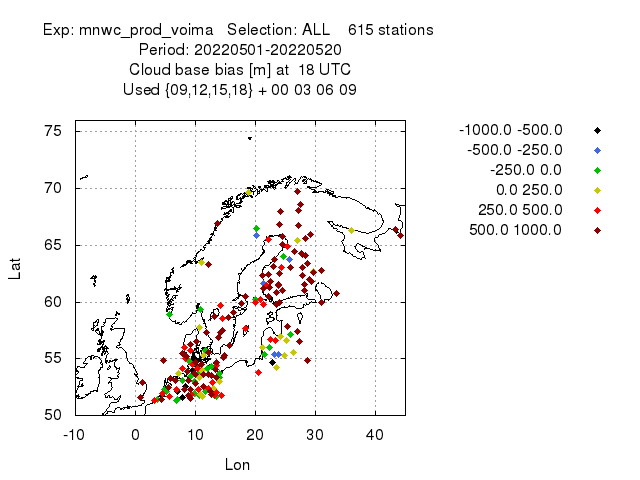 Exp: mnwc_prod_voima   Selection: ALL    615 stations
Period: 20220501-20220520
Cloud base bias [m] at  18 UTC
Used {09,12,15,18} + 00 03 06 09
-1000.0 -500.0
-500.0 -250.0
-250.0 0.0
0.0 250.0
250.0 500.0
500.0 1000.0
75
70
65
60
55
50
Lat
-10 0 10 20 30 40
Lon